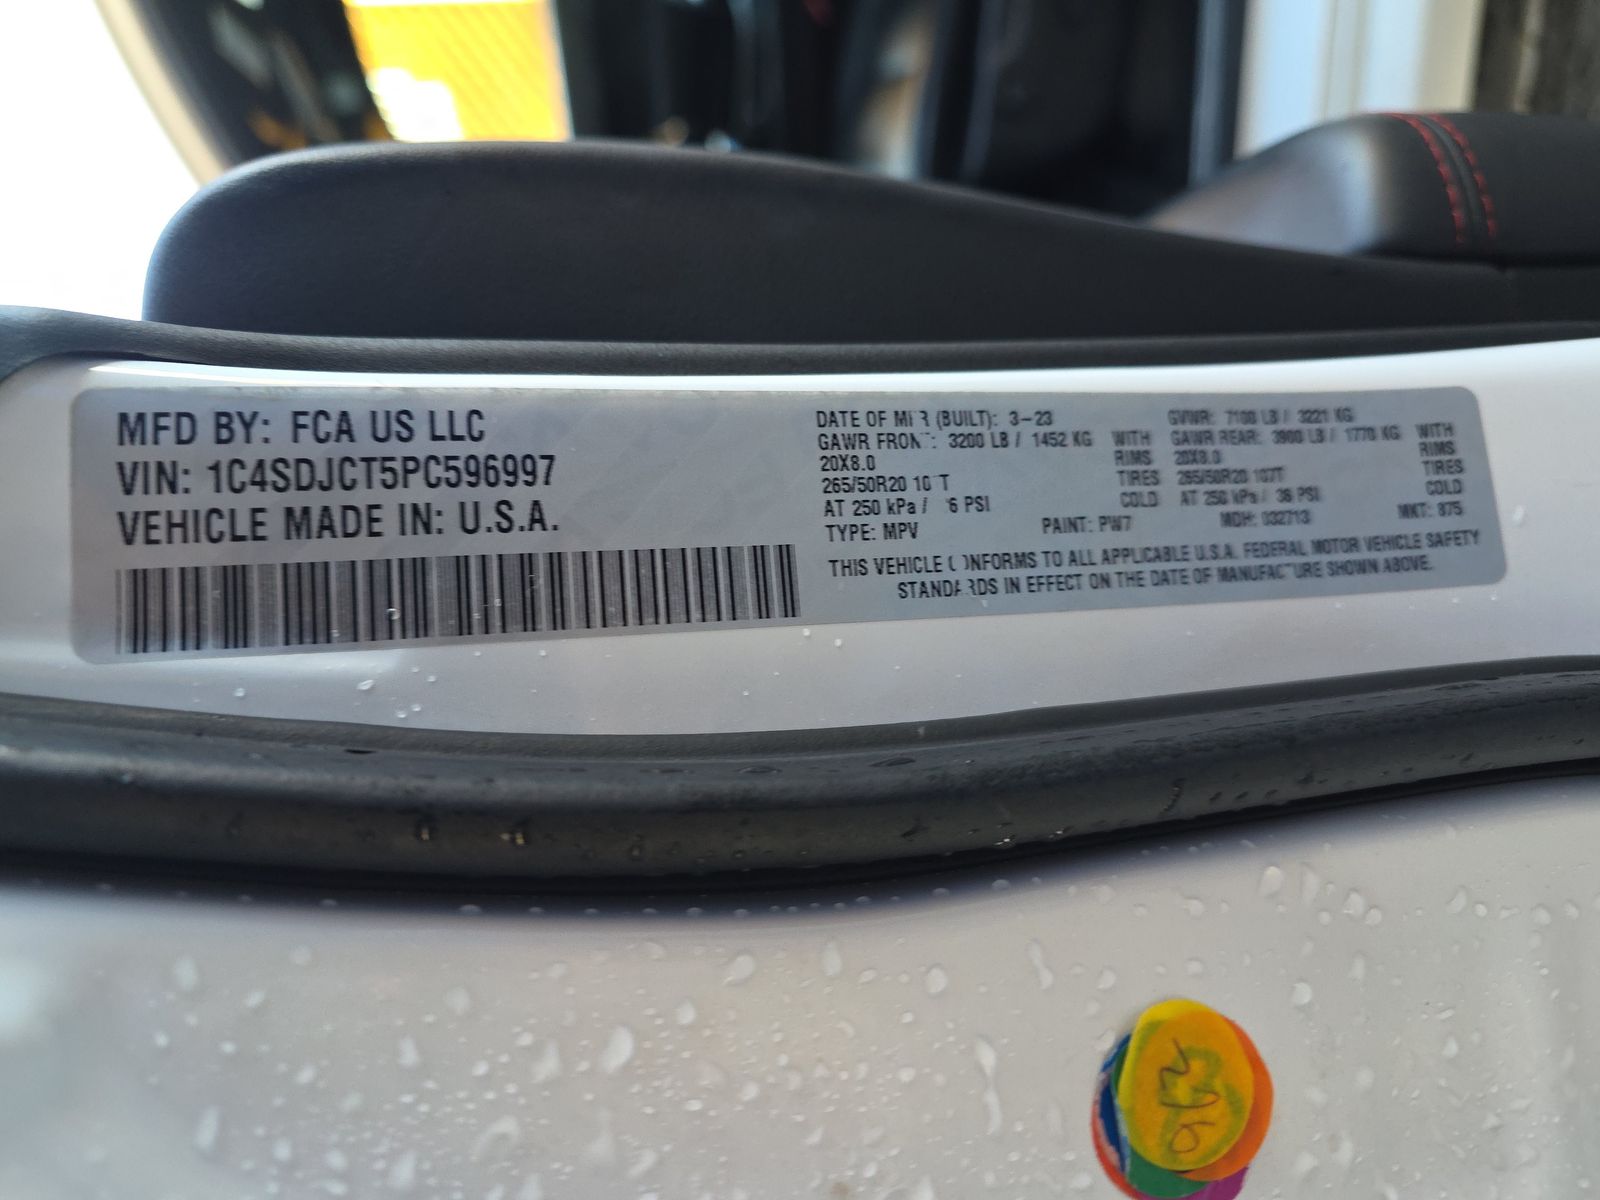 MFD BY: FCA US LLC
VIN: 1C4SDJCT5PC596997
VEHICLE MADE IN: U.S.A.
DATE OF MFR (BUILT): 3-23 GVWR: 7100 LB / 3221 KG
GAWR FRONT: 3200 LB / 1452 KG WITH GAWR REAR: 3900 LB / 1770 KG WITH
20X8.0 RIMS 20X8.0 RIMS
265/50R20 107T TIRES 265/50R20 107T TIRES
AT 250 kPa / 36 PSI COLD AT 250 kPa / 36 PSI COLD
TYPE: MPV PAINT: PW7 MDH: 032713 MKT: 875
THIS VEHICLE CONFORMS TO ALL APPLICABLE U.S.A. FEDERAL MOTOR VEHICLE SAFETY
STANDARDS IN EFFECT ON THE DATE OF MANUFACTURE SHOWN ABOVE.